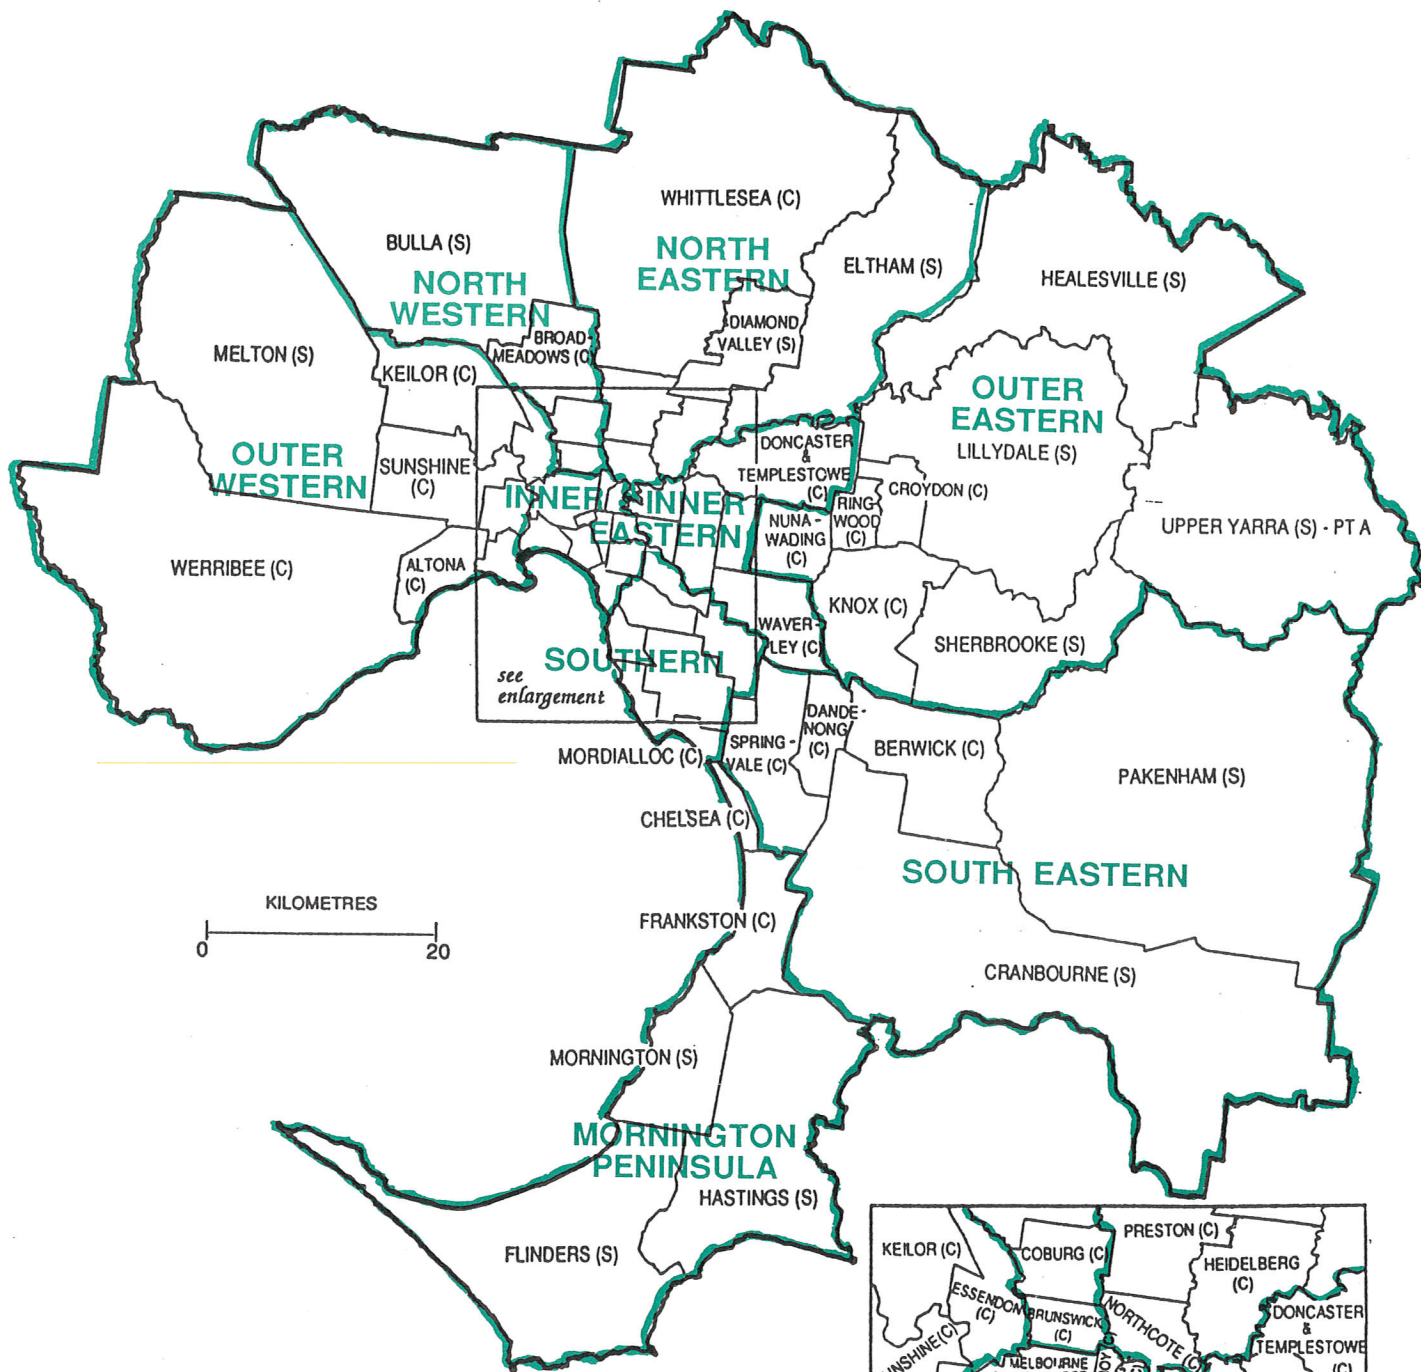 WHITTLESEA (C)
BULLA (S)
NORTH
EASTERN
ELTHAM (S)
HEALESVILLE (S)
NORTH
WESTERN
DIAMOND
VALLEY (S)
BROAD-
MEADOWS (C)
MELTON (S)
KEILOR (C)
OUTER
EASTERN
LILLYDALE (S)
DONCASTER
&
TEMPLESTOWE
(C)
OUTER
WESTERN
SUNSHINE
(C)
CROYDON (C)
INNER
INNER
EASTERN
RING
WOOD
(C)
NUNA-
WADING
(C)
UPPER YARRA (S) - PT A
WERRIBEE (C)
ALTONA
(C)
KNOX (C)
WAVER-
LEY (C)
SHERBROOKE (S)
SOUTHERN
see
enlargement
DANDE-
NONG
(C)
SPRING-
VALE (C)
BERWICK (C)
MORDIALLOC (C)
PAKENHAM (S)
CHELSEA (C)
SOUTH EASTERN
KILOMETRES
0 20
FRANKSTON (C)
CRANBOURNE (S)
MORNINGTON (S)
MORNINGTON
PENINSULA
HASTINGS (S)
FLINDERS (S)
KEILOR (C)
COBURG (C)
PRESTON (C)
HEIDELBERG
(C)
ESSENDON
(C)
BRUNSWICK
(C)
NORTHCOTE (C)
DONCASTER
&
TEMPLESTOWE
(C)
MELBOURNE